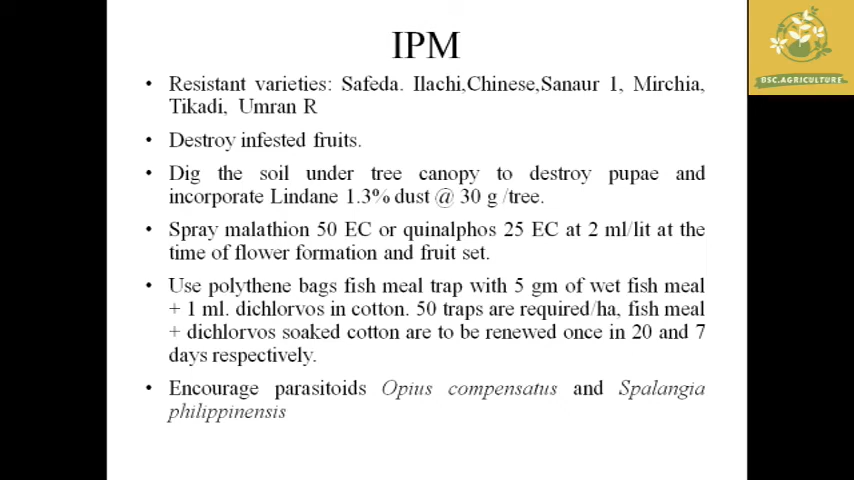 IPM
• Resistant varieties: Safeda. Ilachi,Chinese,Sanaur 1, Mirchia,
Tikadi, Umran R
• Destroy infested fruits.
• Dig the soil under tree canopy to destroy pupae and
incorporate Lindane 1.3% dust @ 30 g /tree.
• Spray malathion 50 EC or quinalphos 25 EC at 2 ml/lit at the
time of flower formation and fruit set.
• Use polythene bags fish meal trap with 5 gm of wet fish meal
+ 1 ml. dichlorvos in cotton. 50 traps are required/ha, fish meal
+ dichlorvos soaked cotton are to be renewed once in 20 and 7
days respectively.
• Encourage parasitoids Opius compensatus and Spalangia
philippinensis
BSC.AGRICULTURE